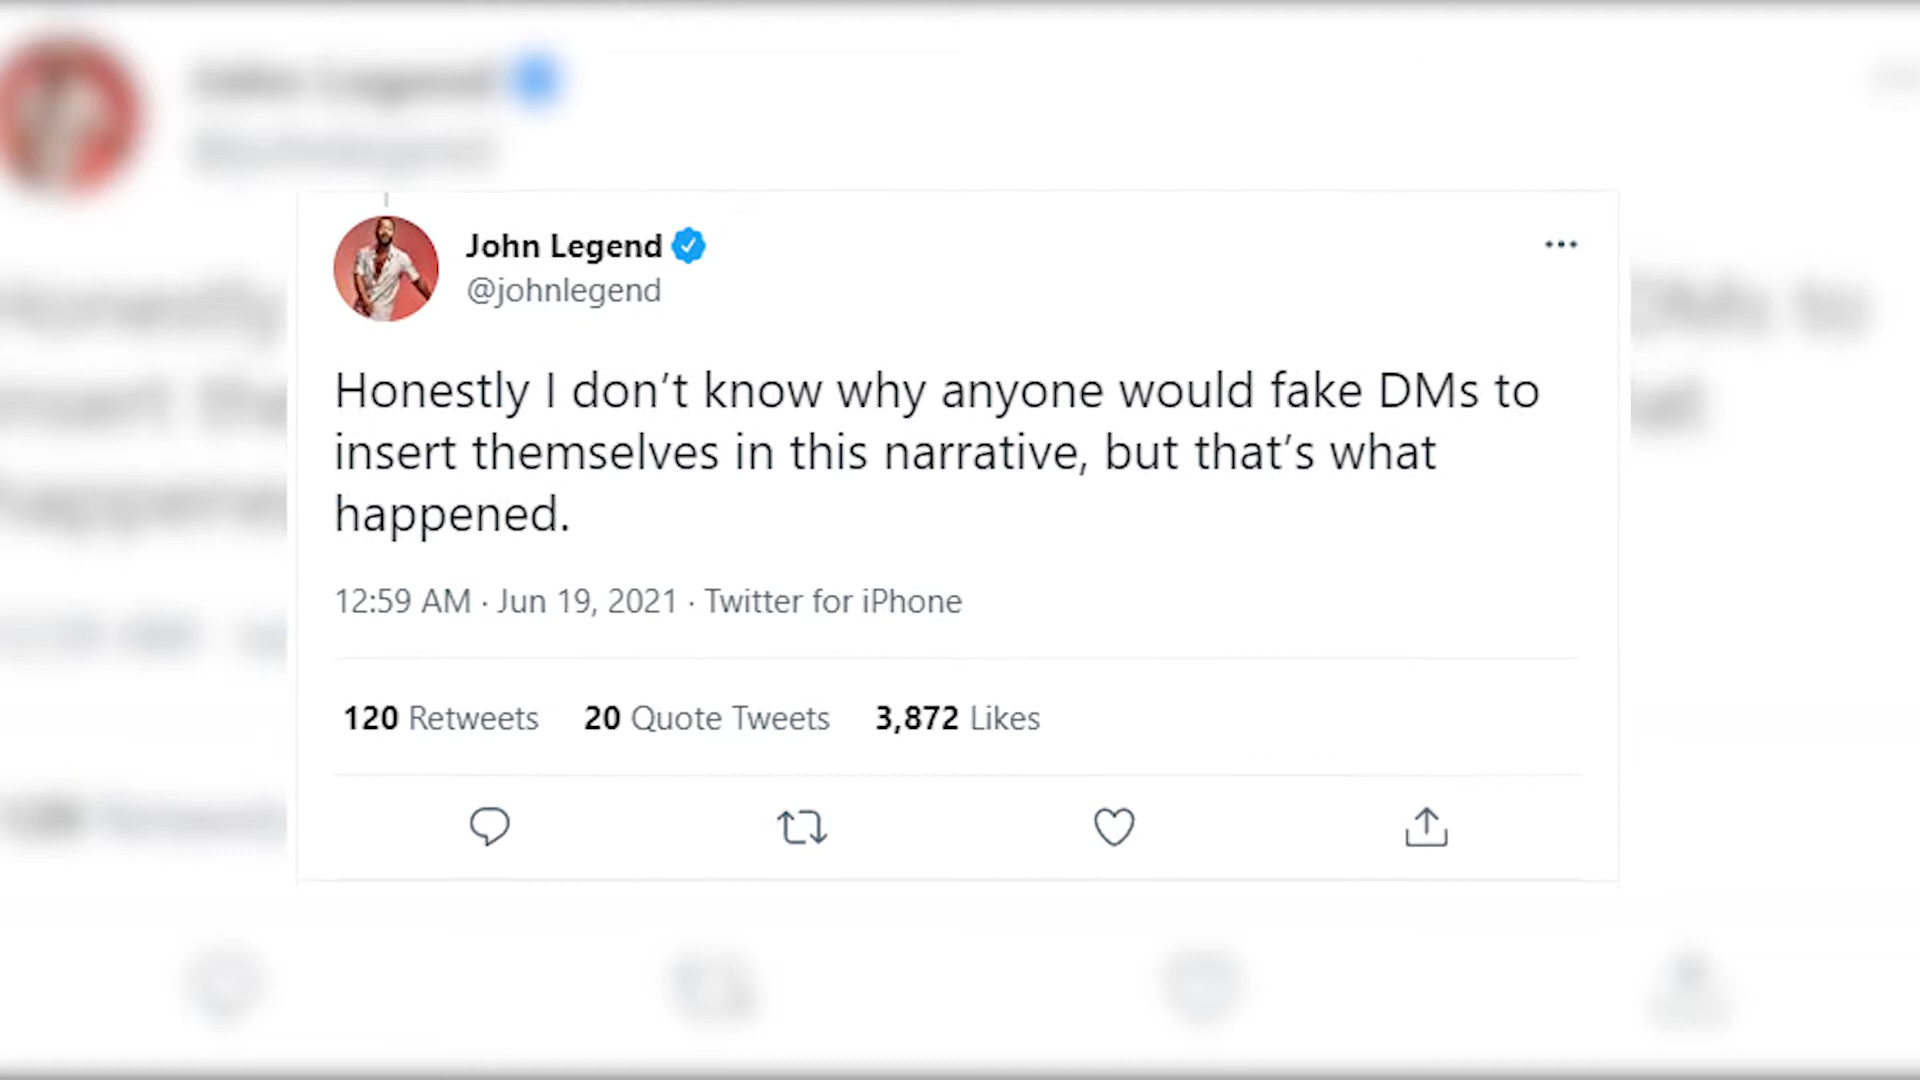 John Legend
@johnlegend
Honestly I don’t know why anyone would fake DMs to
insert themselves in this narrative, but that’s what
happened.
12:59 AM · Jun 19, 2021 · Twitter for iPhone
120 Retweets 20 Quote Tweets 3,872 Likes